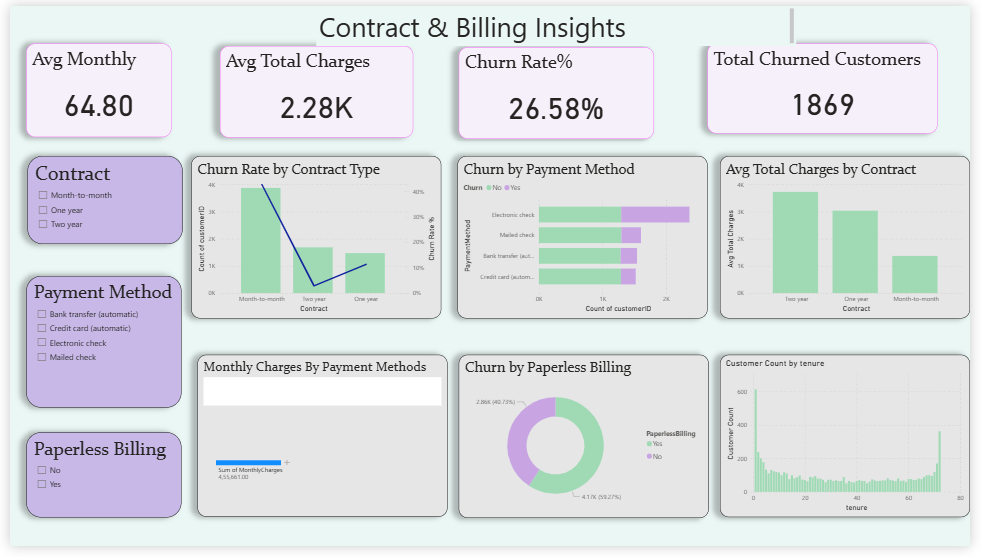 Contract & Billing Insights
Avg Monthly
64.80
Avg Total Charges
2.28K
Churn Rate%
26.58%
Total Churned Customers
1869
Contract
Month-to-month
One year
Two year
Payment Method
Bank transfer (automatic)
Credit card (automatic)
Electronic check
Mailed check
Paperless Billing
No
Yes
Churn Rate by Contract Type
4K
3K
2K
1K
0K
Count of customerID
40%
30%
20%
10%
0%
Churn Rate %
Month-to-month
Two year
One year
Contract
Churn by Payment Method
Churn No Yes
PaymentMethod
Electronic check
Mailed check
Bank transfer (aut...
Credit card (autom...
0K
1K
2K
Count of customerID
Avg Total Charges by Contract
4K
3K
2K
1K
0K
Avg Total Charges
Two year
One year
Month-to-month
Contract
Monthly Charges By Payment Methods
Sum of MonthlyCharges
4,55,661.00
Churn by Paperless Billing
2.86K (40.73%)
4.17K (59.27%)
PaperlessBilling
Yes
No
Customer Count by tenure
600
400
200
0
Customer Count
0
20
40
60
80
tenure